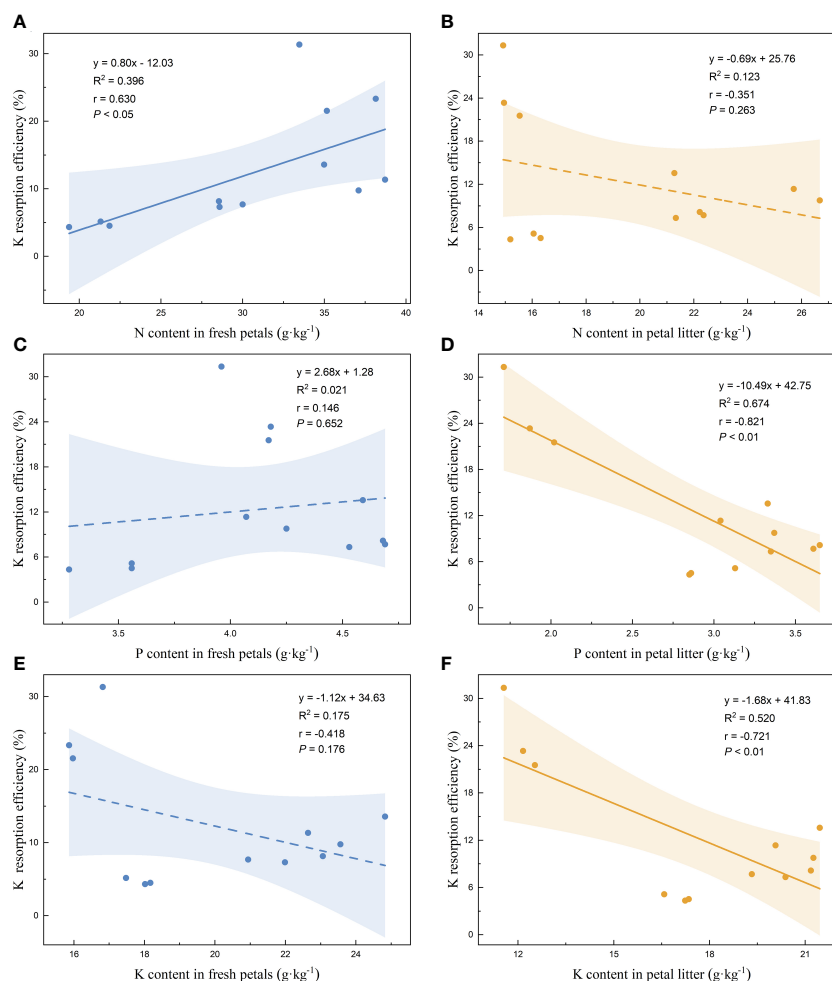 A
y = 0.80x - 12.03
R² = 0.396
r = 0.630
P < 0.05
K resorption efficiency (%)
30
20
10
0
20
25
30
35
40
N content in fresh petals (g·kg⁻¹)
B
y = -0.69x + 25.76
R² = 0.123
r = -0.351
P = 0.263
K resorption efficiency (%)
30
24
18
12
6
0
14
16
18
20
22
24
26
N content in petal litter (g·kg⁻¹)
C
y = 2.68x + 1.28
R² = 0.021
r = 0.146
P = 0.652
K resorption efficiency (%)
30
24
18
12
6
0
3.5
4.0
4.5
P content in fresh petals (g·kg⁻¹)
D
y = -10.49x + 42.75
R² = 0.674
r = -0.821
P < 0.01
K resorption efficiency (%)
30
24
18
12
6
0
2.0
2.5
3.0
3.5
P content in petal litter (g·kg⁻¹)
E
y = -1.12x + 34.63
R² = 0.175
r = -0.418
P = 0.176
K resorption efficiency (%)
30
20
10
0
16
18
20
22
24
K content in fresh petals (g·kg⁻¹)
F
y = -1.68x + 41.83
R² = 0.520
r = -0.721
P < 0.01
K resorption efficiency (%)
30
24
18
12
6
0
12
15
18
21
K content in petal litter (g·kg⁻¹)